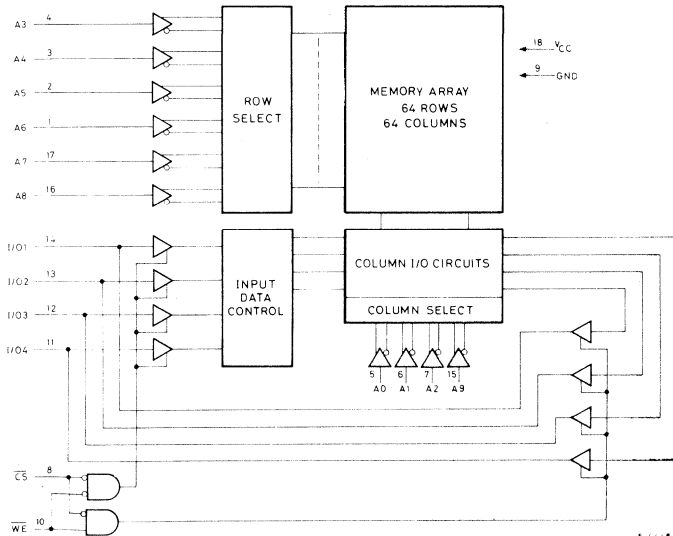 A3 4
A4 3
A5 2
A6 1
A7 17
A8 16
ROW
SELECT
MEMORY ARRAY
64 ROWS
64 COLUMNS
18 VCC
9 GND
I/O1 14
I/O2 13
I/O3 12
I/O4 11
INPUT
DATA
CONTROL
COLUMN I/O CIRCUITS
COLUMN SELECT
5 6 7 15
A0 A1 A2 A9
C̅S̅ 8
W̅E̅ 10